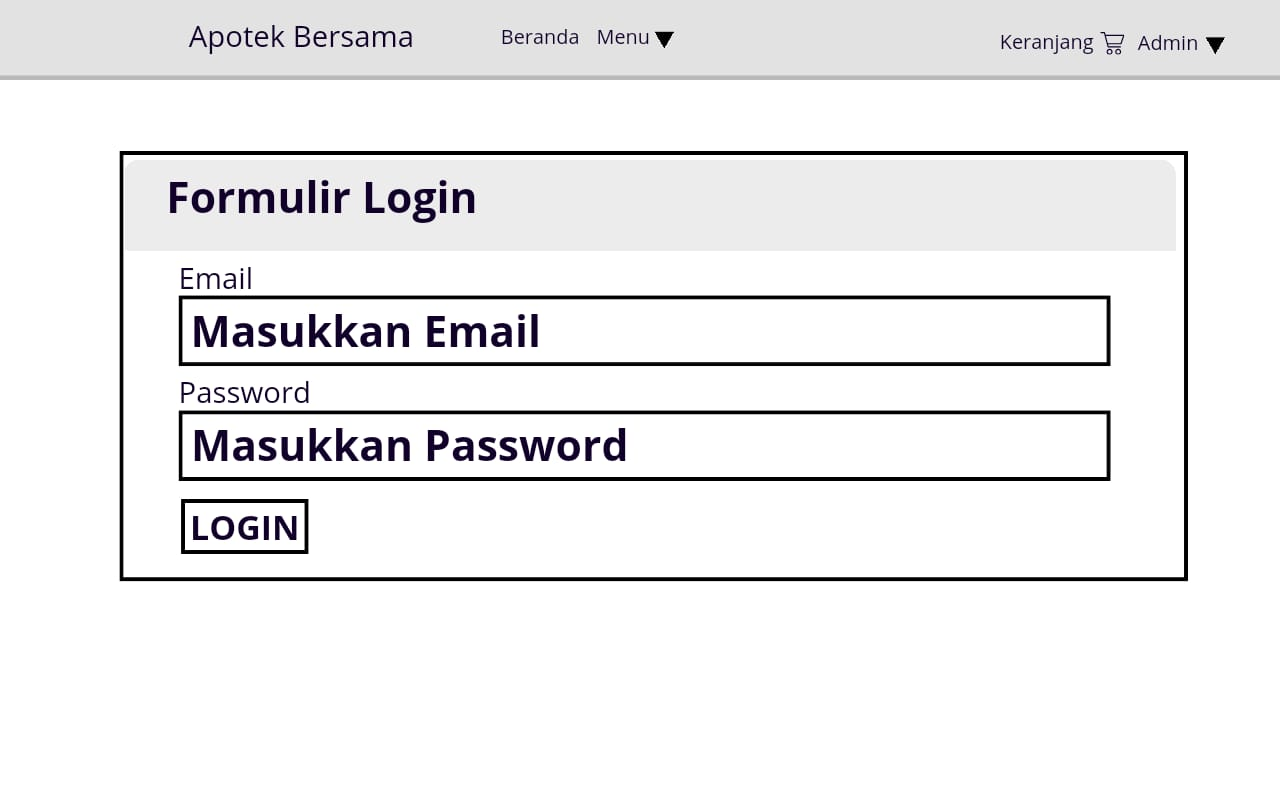 Apotek Bersama Beranda Menu Keranjang Admin
Formulir Login
Email
Masukkan Email
Password
Masukkan Password
LOGIN